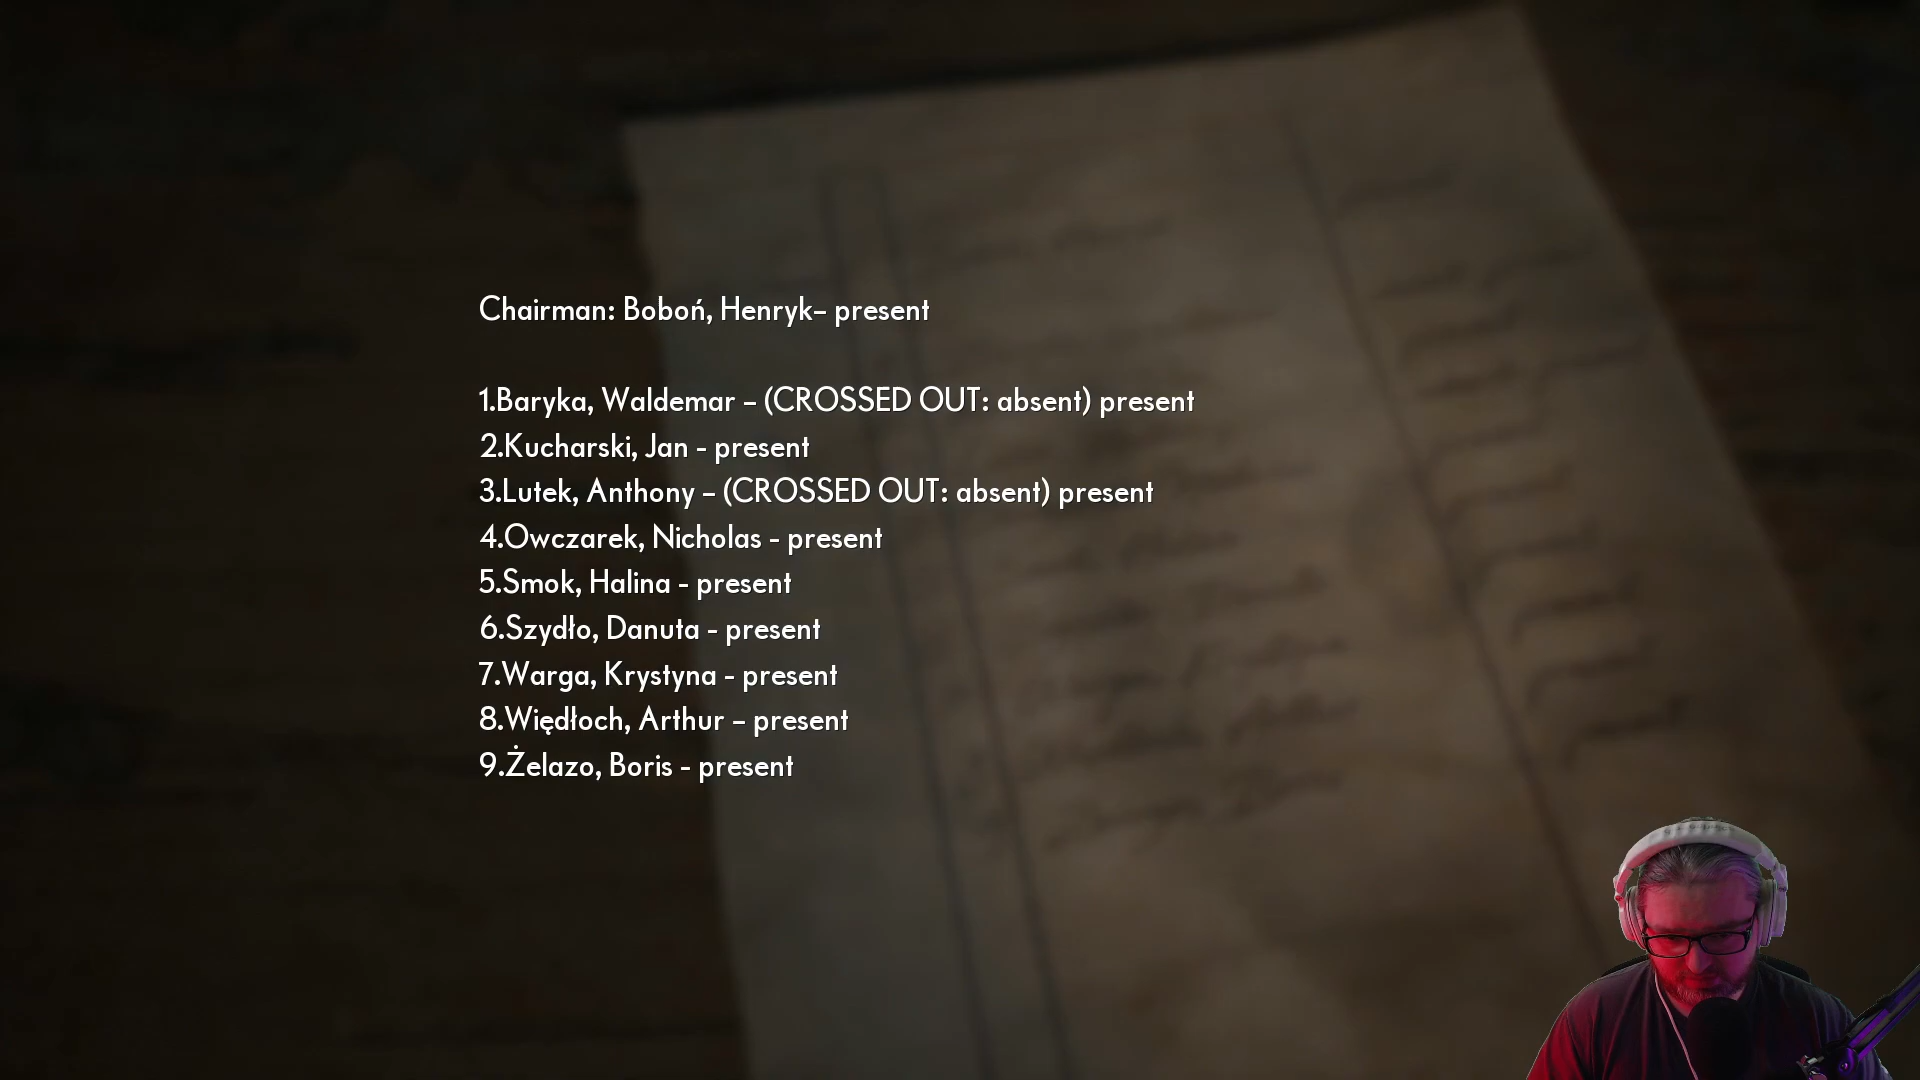 Chairman: Boboń, Henryk– present
1.Baryka, Waldemar – (CROSSED OUT: absent) present
2.Kucharski, Jan - present
3.Lutek, Anthony – (CROSSED OUT: absent) present
4.Owczarek, Nicholas - present
5.Smok, Halina - present
6.Szydło, Danuta - present
7.Warga, Krystyna - present
8.Więdłoch, Arthur – present
9.Żelazo, Boris - present